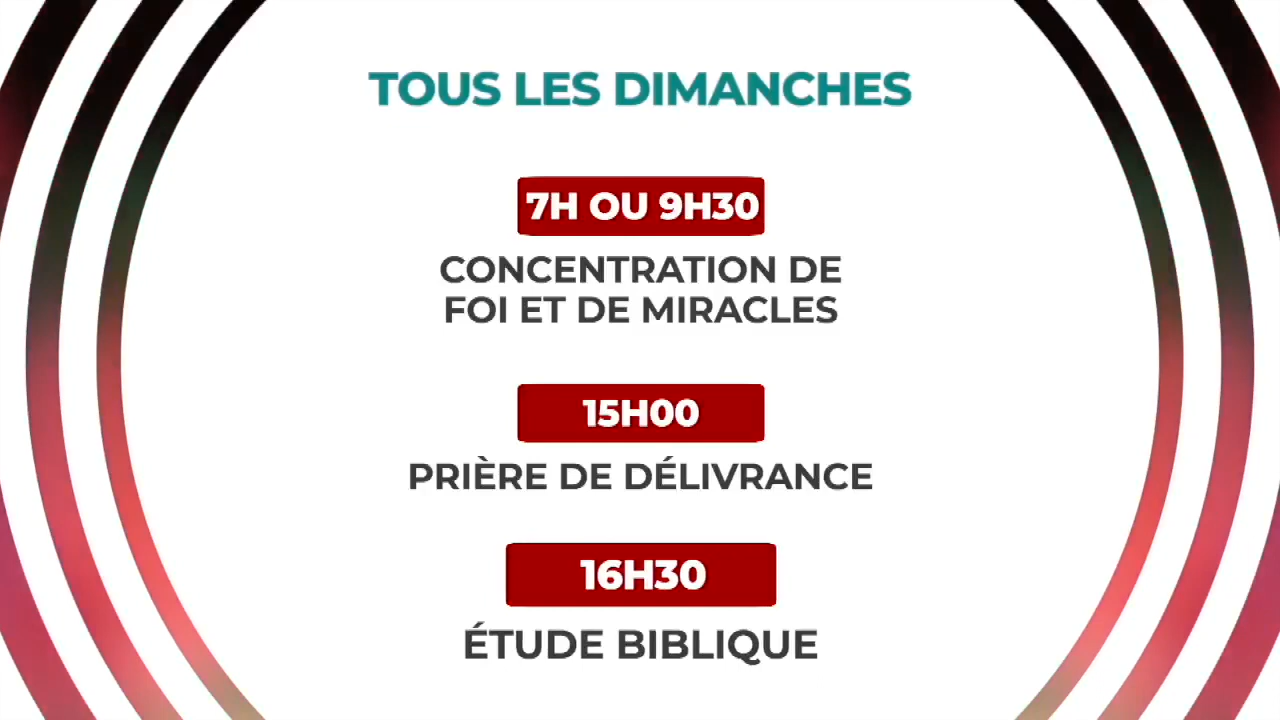 TOUS LES DIMANCHES
7H OU 9H30
CONCENTRATION DE
FOI ET DE MIRACLES
15H00
PRIÈRE DE DÉLIVRANCE
16H30
ÉTUDE BIBLIQUE